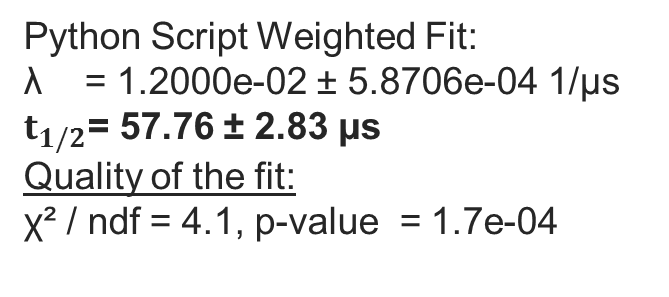 Python Script Weighted Fit:
λ = 1.2000e-02 ± 5.8706e-04 1/μs
t₁/₂= 57.76 ± 2.83 μs
Quality of the fit:
χ² / ndf = 4.1, p-value = 1.7e-04